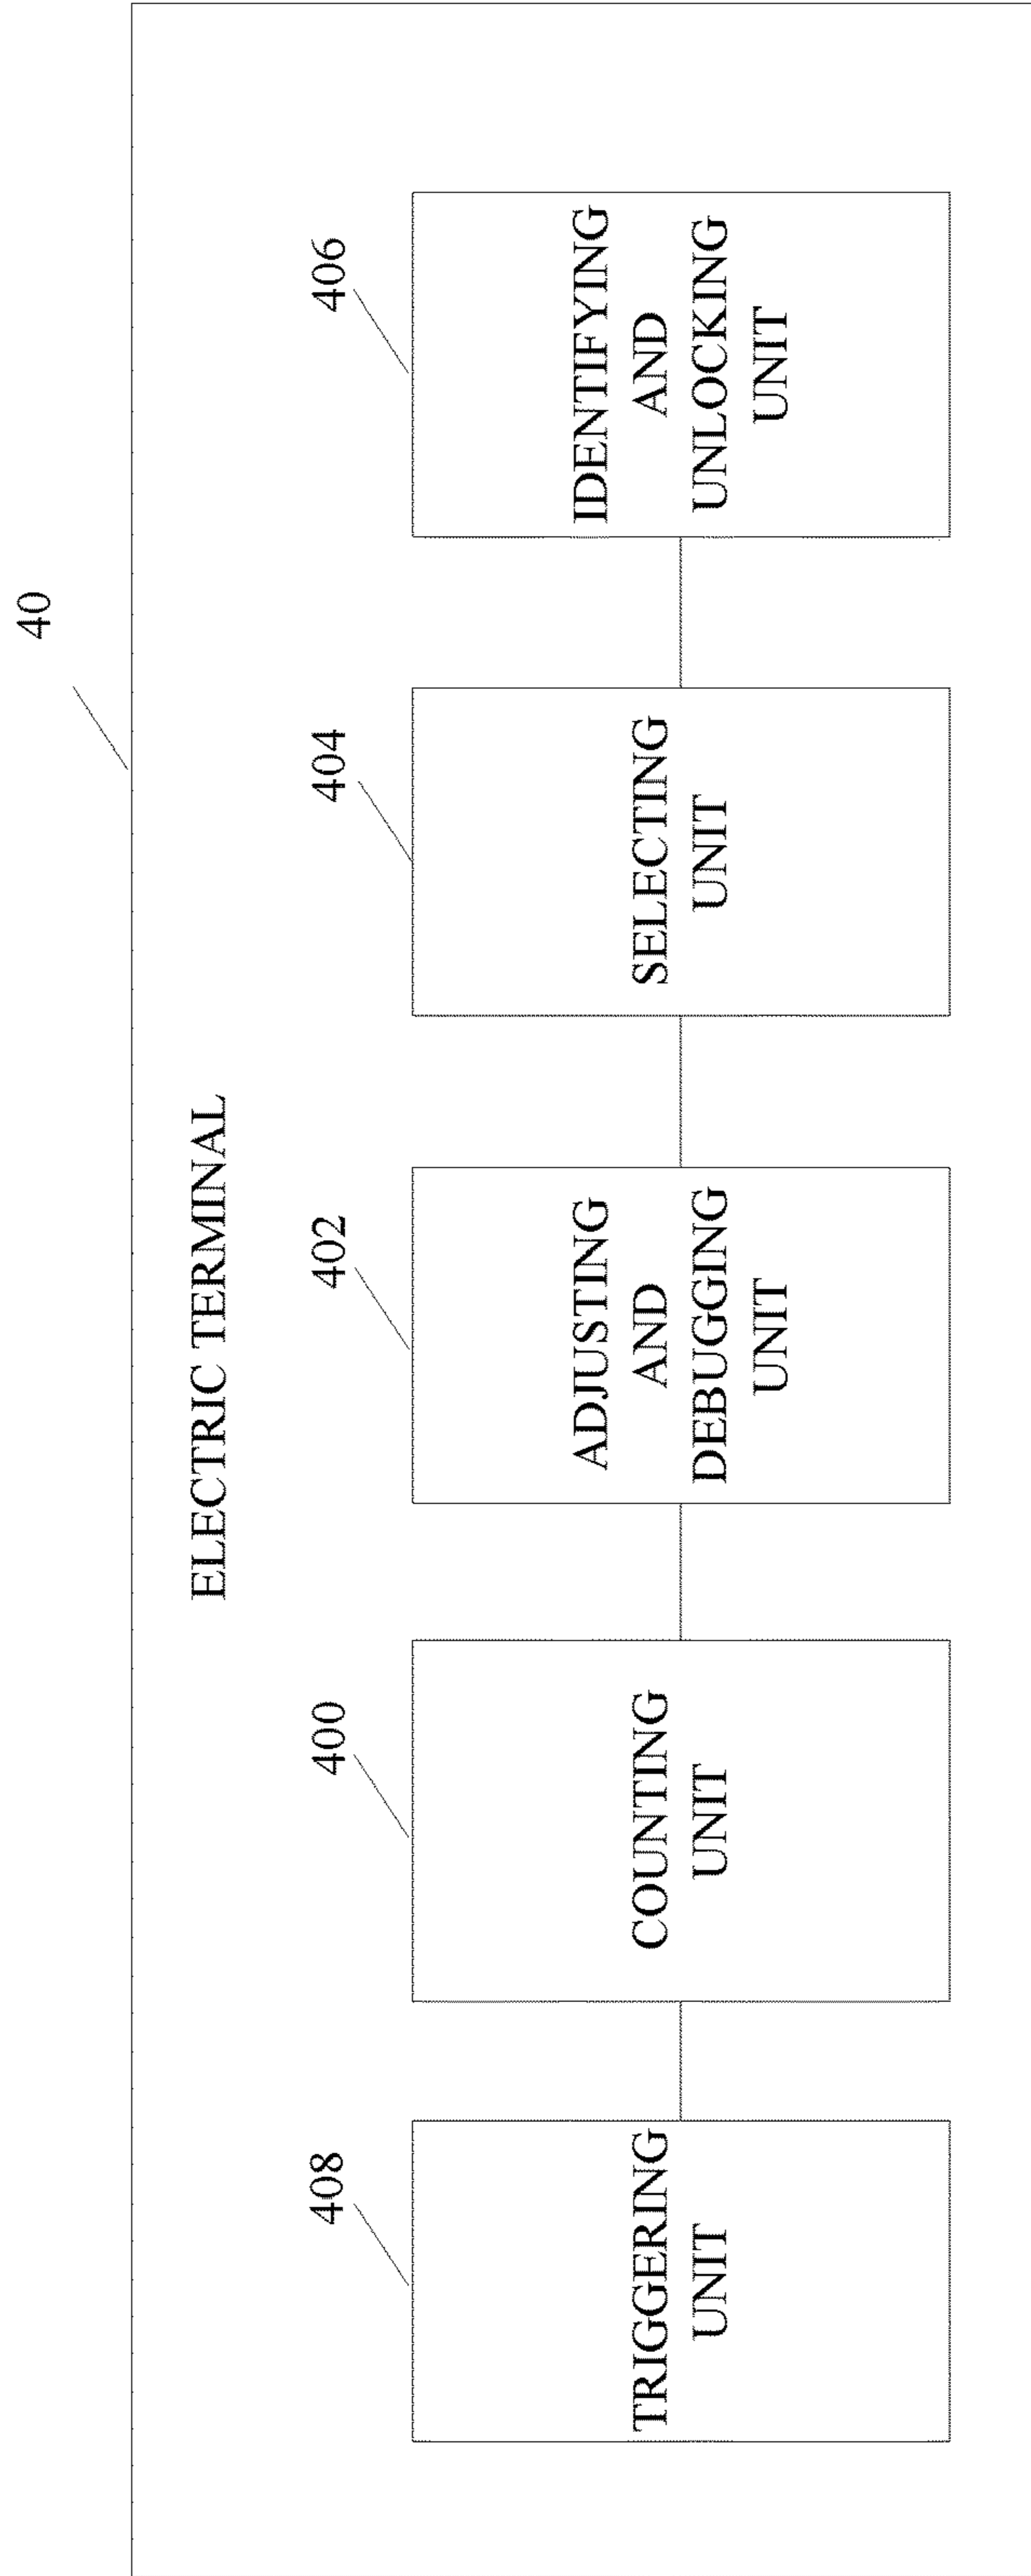 40
ELECTRIC TERMINAL
408
TRIGGERING
UNIT
400
COUNTING
UNIT
402
ADJUSTING
AND
DEBUGGING
UNIT
404
SELECTING
UNIT
406
IDENTIFYING
AND
UNLOCKING
UNIT